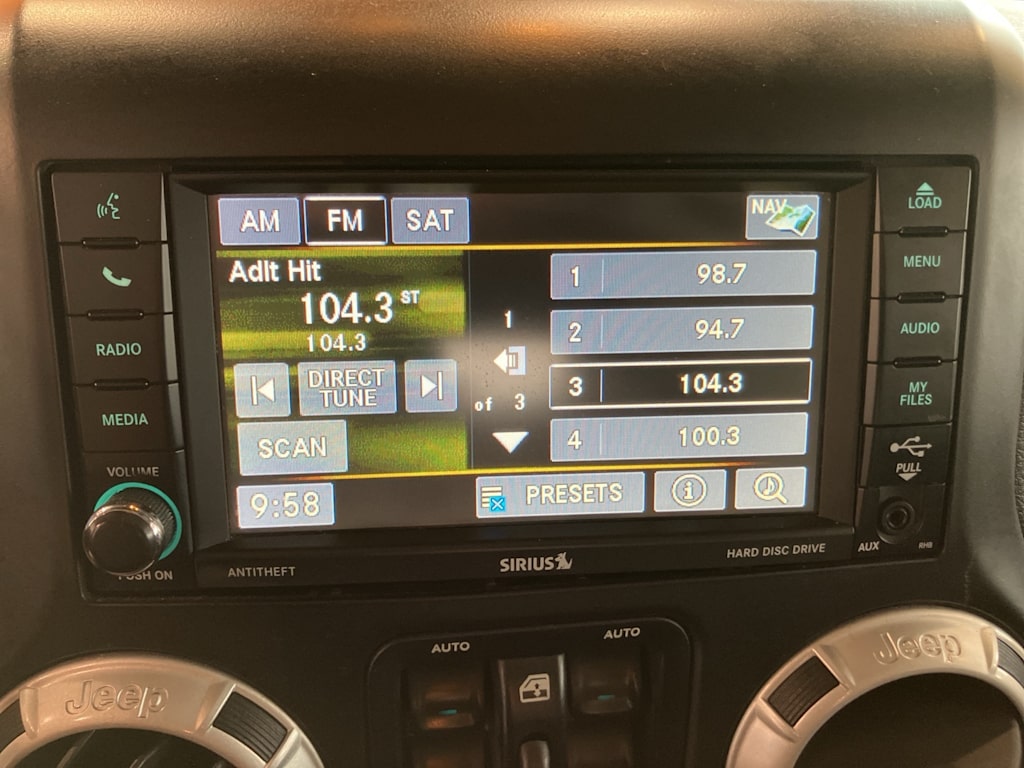 AM FM SAT NAV
Adlt Hit
104.3 ST
104.3
DIRECT
TUNE
SCAN
9:58
1
of 3
1 98.7
2 94.7
3 104.3
4 100.3
PRESETS
RADIO
MEDIA
VOLUME
PUSH ON
LOAD
MENU
AUDIO
MY
FILES
PULL
AUX RHB
ANTITHEFT
SIRIUS
HARD DISC DRIVE
AUTO AUTO
Jeep Jeep